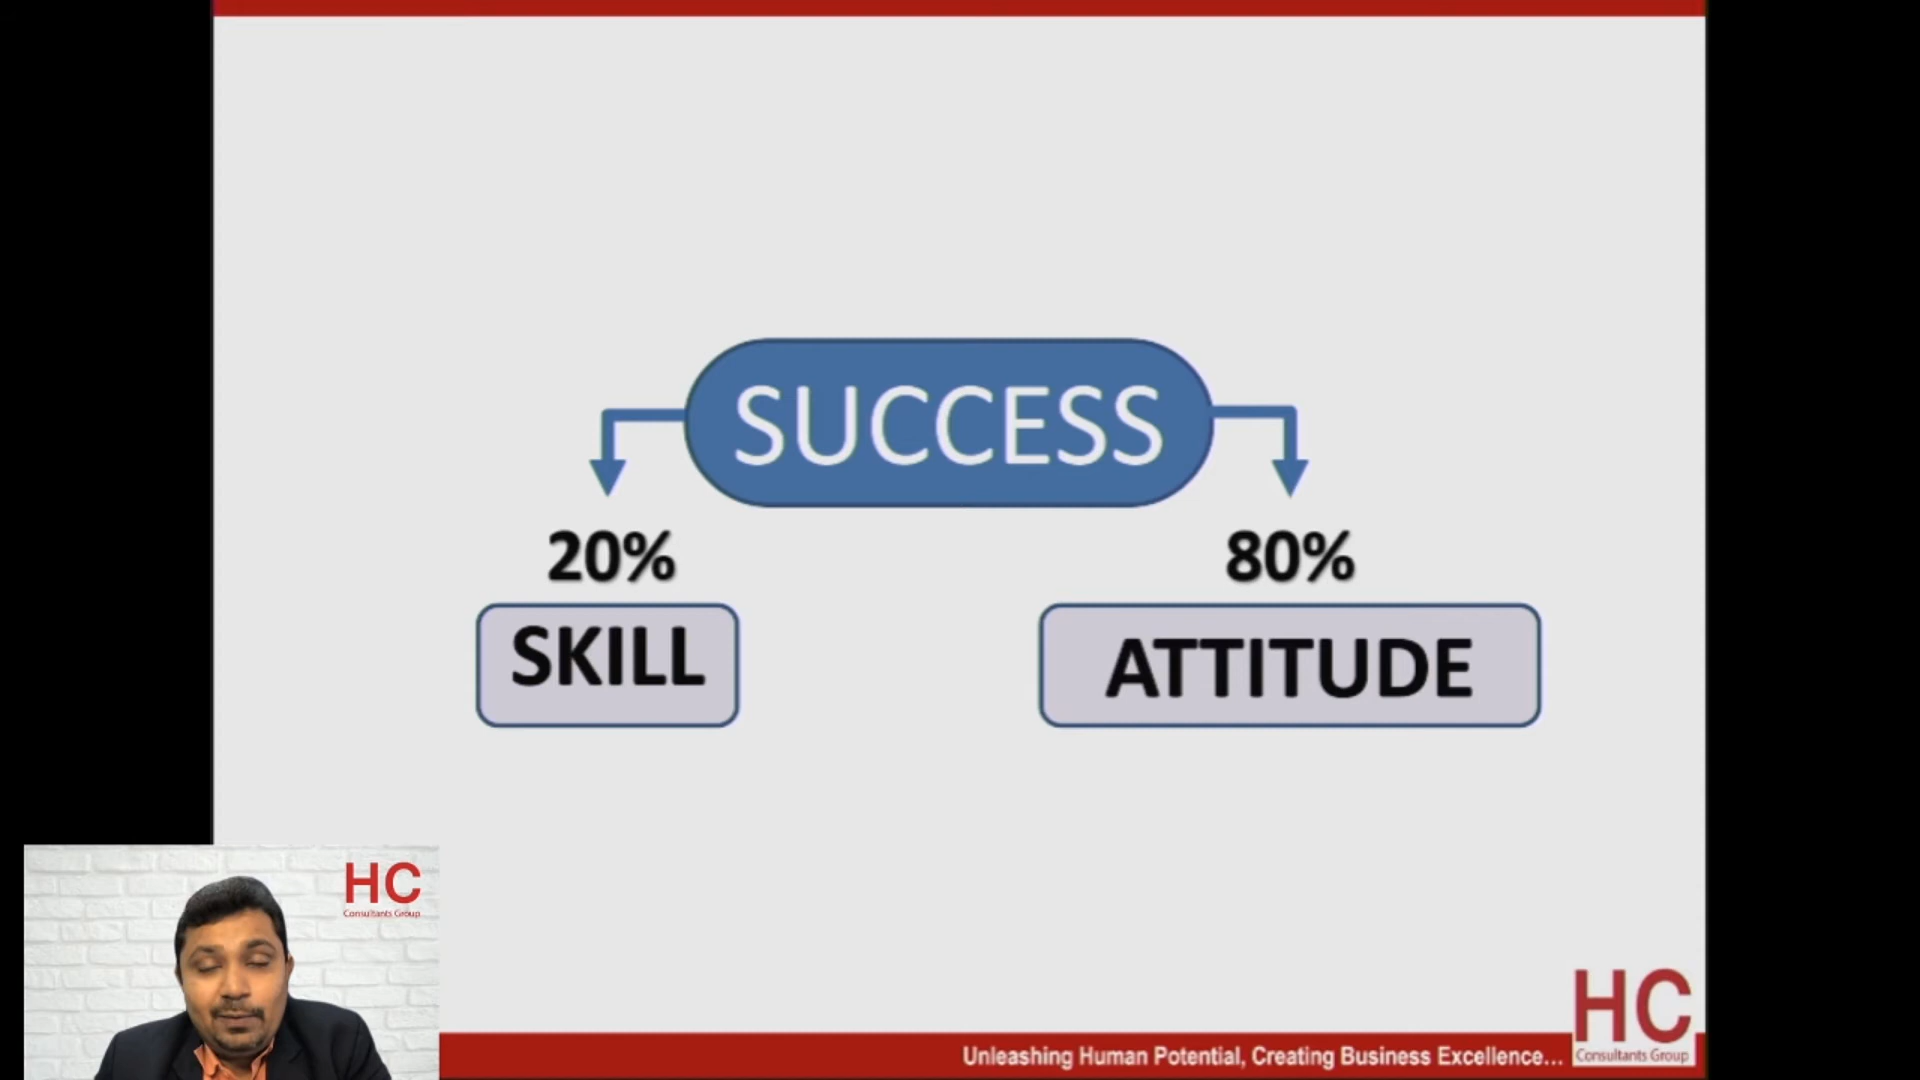 SUCCESS
20%
80%
SKILL
ATTITUDE
HC
Consultants Group
Unleashing Human Potential, Creating Business Excellence...
HC
Consultants Group